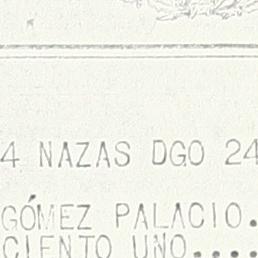 4 NAZAS DGO 24
GÓMEZ PALACIO.
CIENTO UNO....